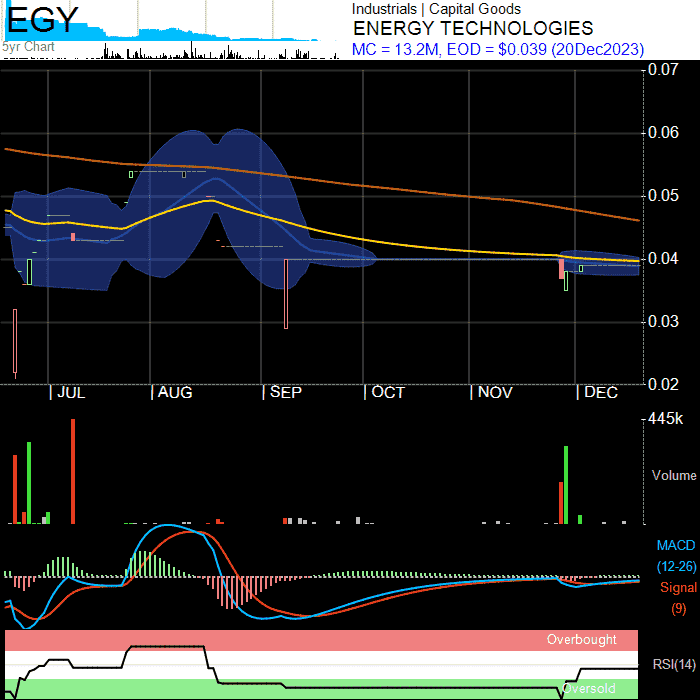 EGY
5yr Chart
Industrials | Capital Goods
ENERGY TECHNOLOGIES
MC = 13.2M, EOD = $0.039 (20Dec2023)
0.07
0.06
0.05
0.04
0.03
0.02
JUL AUG SEP OCT NOV DEC
445k
Volume
MACD
(12-26)
Signal
(9)
Overbought
RSI(14)
Oversold